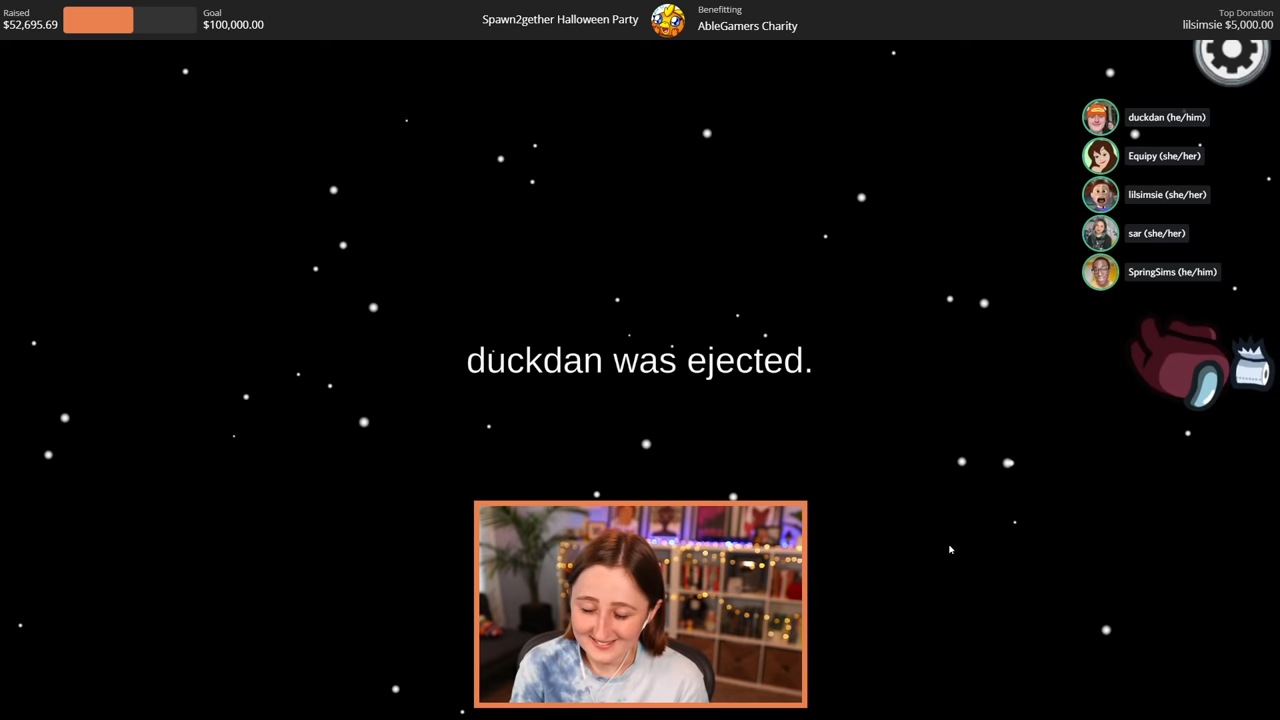 Raised
$52,695.69
Goal
$100,000.00
Spawn2gether Halloween Party
Benefitting
AbleGamers Charity
Top Donation
lilsimsie $5,000.00
duckdan (he/him)
Equipy (she/her)
lilsimsie (she/her)
sar (she/her)
SpringSims (he/him)
duckdan was ejected.